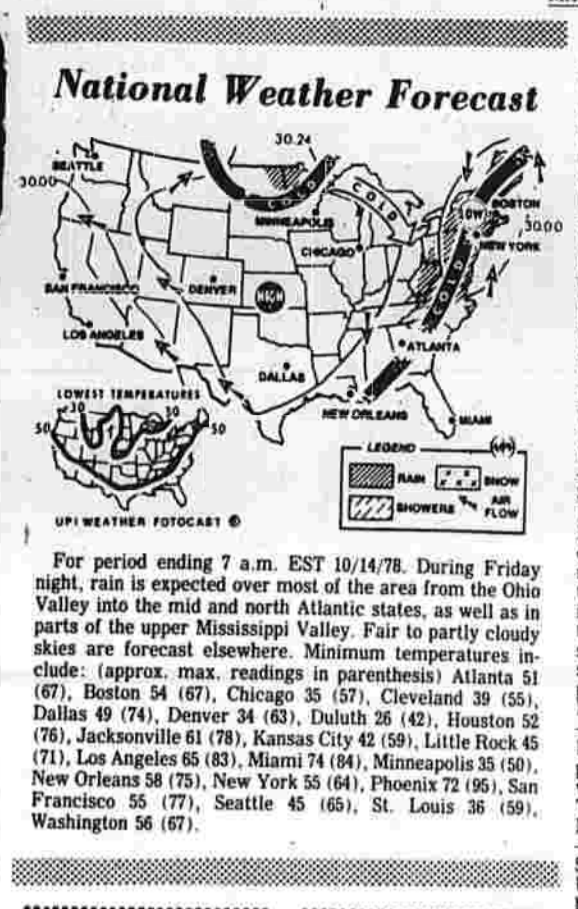 National Weather Forecast
30.24
SEATTLE
30.00
COLD
COLD
MINNEAPOLIS
BOSTON
LOW
30.00
NEW YORK
CHICAGO
SAN FRANCISCO
DENVER
HIGH
COLD
LOS ANGELES
ATLANTA
DALLAS
LOWEST TEMPERATURES
30
30
50
50
NEW ORLEANS
MIAMI
LEGEND
UPI
RAIN
SNOW
SHOWERS
AIR
FLOW
UPI WEATHER FOTOCAST ©
For period ending 7 a.m. EST 10/14/78. During Friday
night, rain is expected over most of the area from the Ohio
Valley into the mid and north Atlantic states, as well as in
parts of the upper Mississippi Valley. Fair to partly cloudy
skies are forecast elsewhere. Minimum temperatures in-
clude: (approx. max. readings in parenthesis) Atlanta 51
(67), Boston 54 (67), Chicago 35 (57), Cleveland 39 (55),
Dallas 49 (74), Denver 34 (63), Duluth 26 (42), Houston 52
(76), Jacksonville 61 (78), Kansas City 42 (59), Little Rock 45
(71), Los Angeles 65 (83), Miami 74 (84), Minneapolis 35 (50),
New Orleans 58 (75), New York 55 (64), Phoenix 72 (95), San
Francisco 55 (77), Seattle 45 (65), St. Louis 36 (59),
Washington 56 (67).